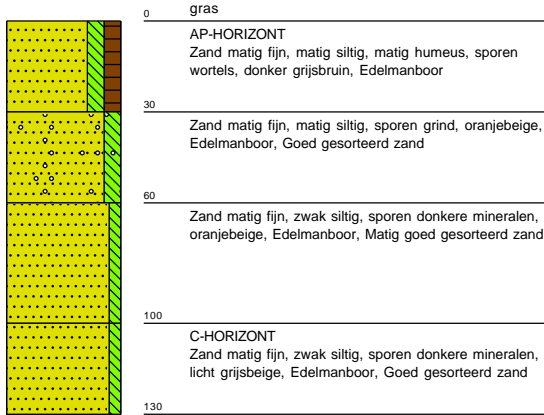 0
gras
AP-HORIZONT
Zand matig fijn, matig siltig, matig humeus, sporen
wortels, donker grijsbruin, Edelmanboor
30
Zand matig fijn, matig siltig, sporen grind, oranjebeige,
Edelmanboor, Goed gesorteerd zand
60
Zand matig fijn, zwak siltig, sporen donkere mineralen,
oranjebeige, Edelmanboor, Matig goed gesorteerd zand
100
C-HORIZONT
Zand matig fijn, zwak siltig, sporen donkere mineralen,
licht grijsbeige, Edelmanboor, Goed gesorteerd zand
130